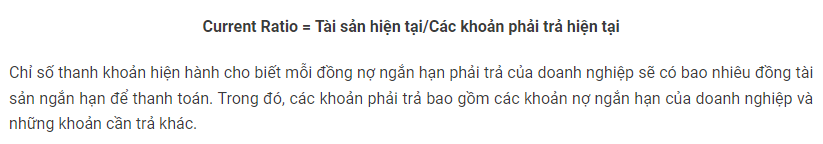 Current Ratio = Tài sản hiện tại/Các khoản phải trả hiện tại
Chỉ số thanh khoản hiện hành cho biết mỗi đồng nợ ngắn hạn phải trả của doanh nghiệp sẽ có bao nhiêu đồng tài
sản ngắn hạn để thanh toán. Trong đó, các khoản phải trả bao gồm các khoản nợ ngắn hạn của doanh nghiệp và
những khoản cần trả khác.